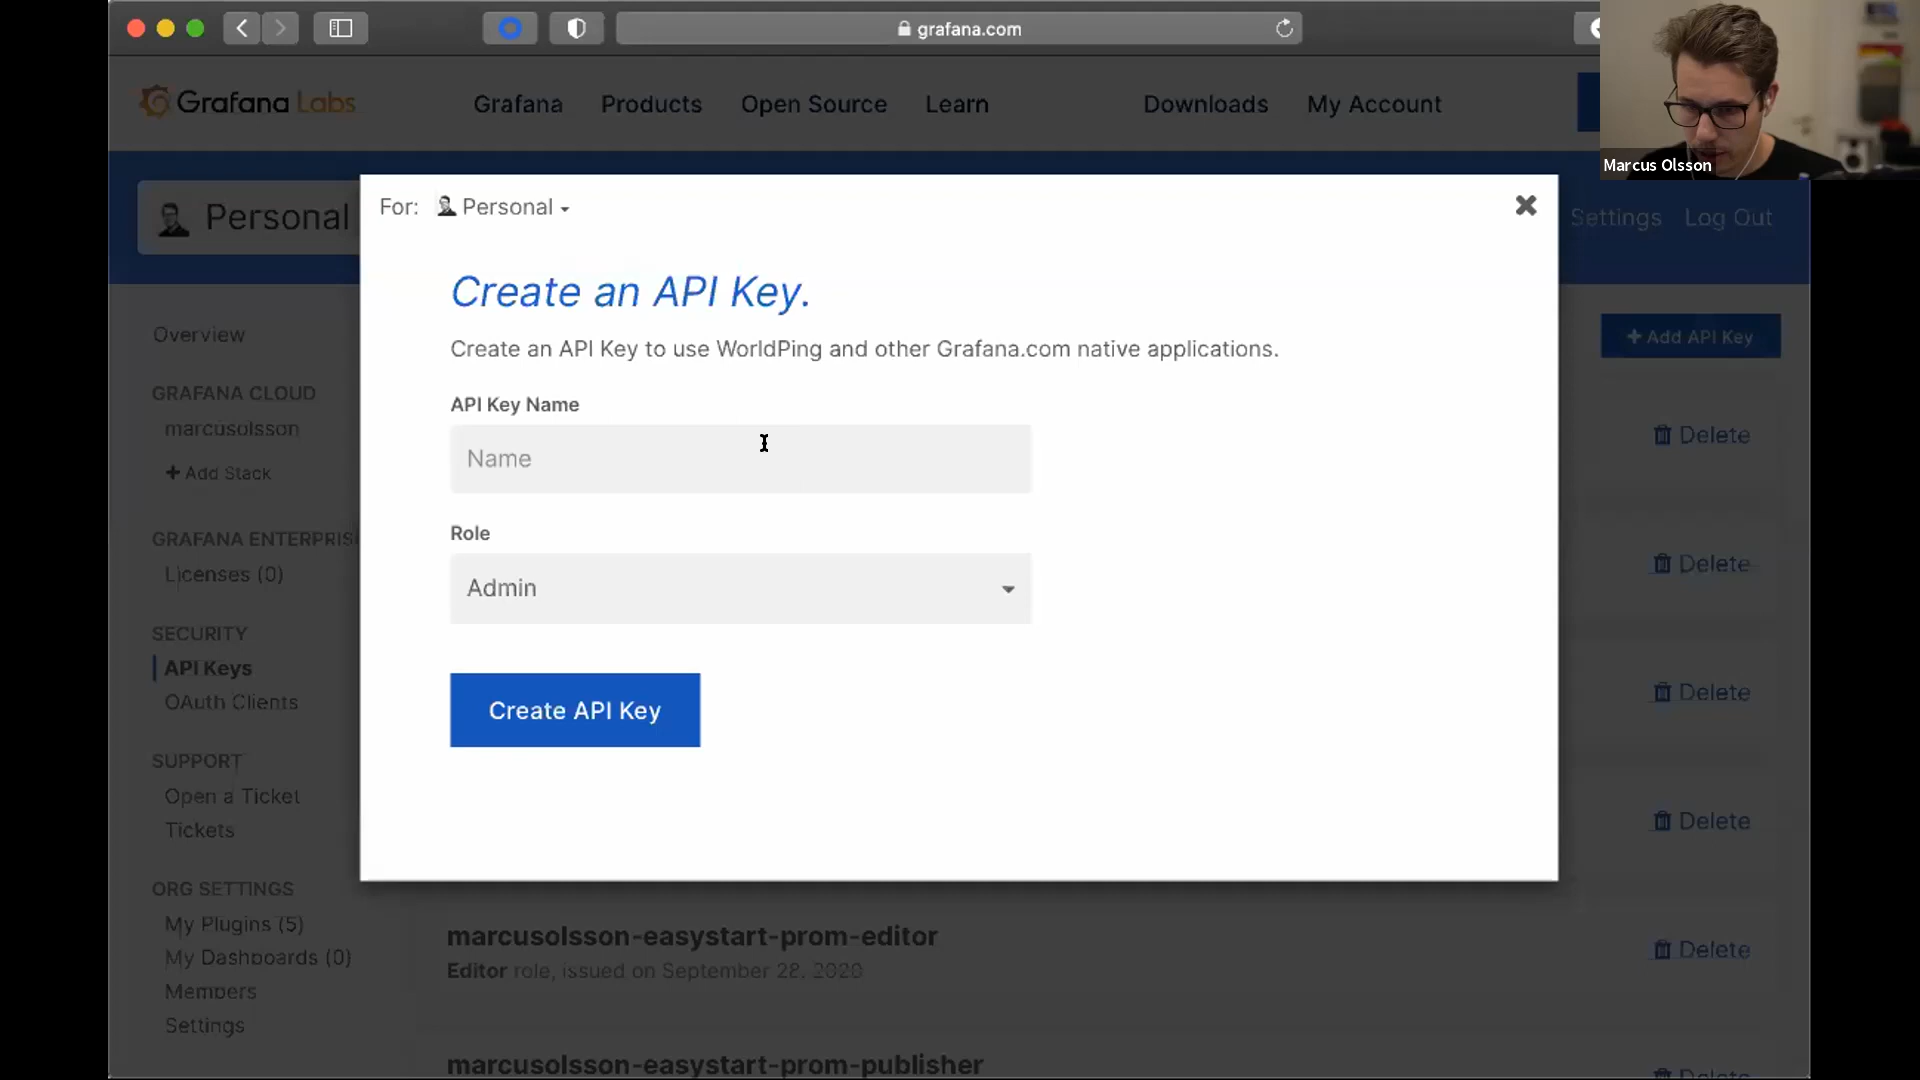 grafana.com
Grafana Labs
Grafana
Products
Open Source
Learn
Downloads
My Account
Marcus Olsson
Personal
Settings
Log Out
For: Personal
Create an API Key.
Create an API Key to use WorldPing and other Grafana.com native applications.
API Key Name
Name
Role
Admin
Create API Key
+ Add API Key
Overview
GRAFANA CLOUD
marcusolsson
+ Add Stack
GRAFANA ENTERPRIS
Licenses (0)
SECURITY
API Keys
OAuth Clients
SUPPORT
Open a Ticket
Tickets
ORG SETTINGS
My Plugins (5)
My Dashboards (0)
Members
Settings
Delete
Delete
Delete
Delete
marcusolsson-easystart-prom-editor
Editor role, issued on September 28, 2020
Delete
marcusolsson-easystart-prom-publisher
Delete